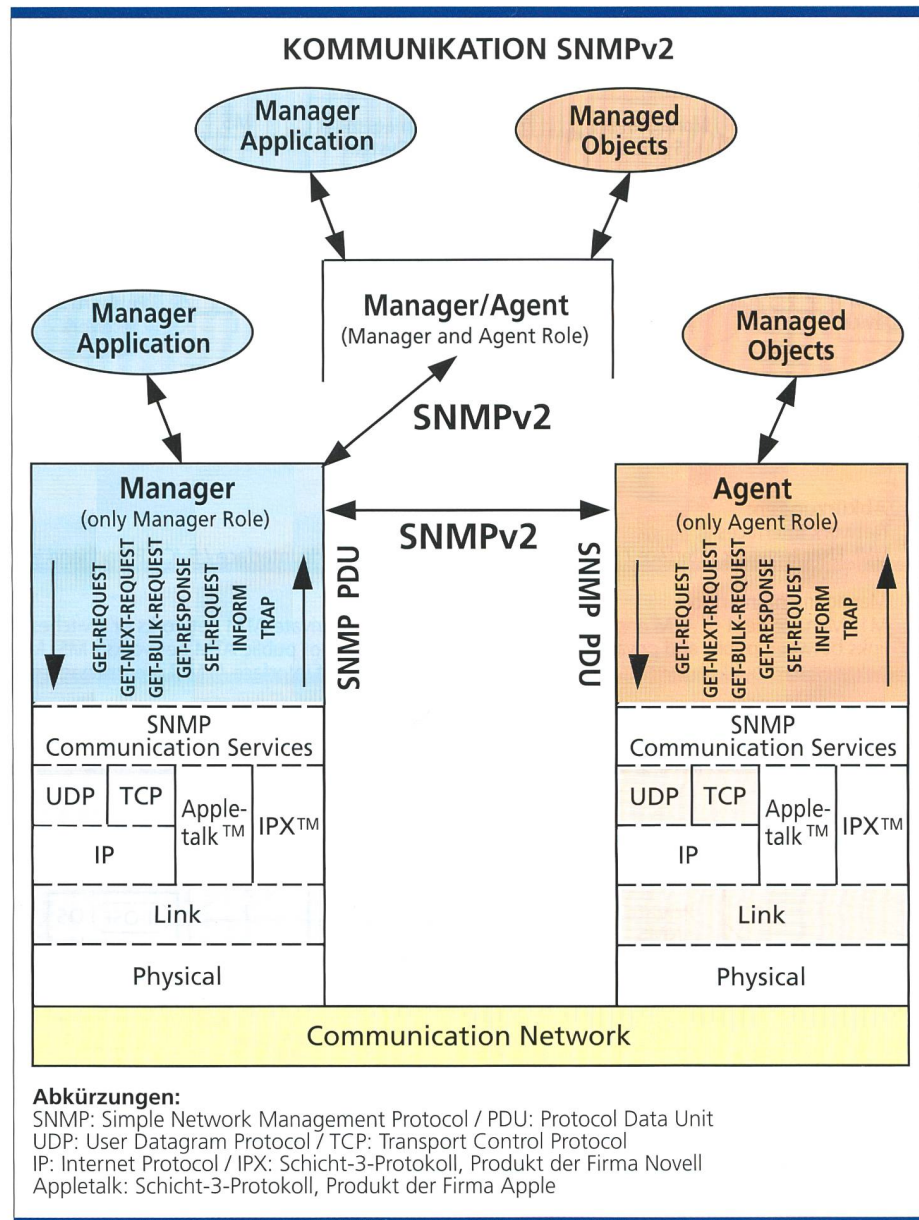 KOMMUNIKATION SNMPv2
Manager
Application
Managed
Objects
Manager/Agent
(Manager and Agent Role)
Manager
Application
Managed
Objects
SNMPv2
Manager
(only Manager Role)
GET-REQUEST
GET-NEXT-REQUEST
GET-BULK-REQUEST
GET-RESPONSE
SET-REQUEST
INFORM
TRAP
SNMP PDU
SNMPv2
SNMP PDU
Agent
(only Agent Role)
GET-REQUEST
GET-NEXT-REQUEST
GET-BULK-REQUEST
GET-RESPONSE
SET-REQUEST
INFORM
TRAP
SNMP
Communication Services
UDP
TCP
Apple-
talk™
IPX™
IP
Link
Physical
SNMP
Communication Services
UDP
TCP
Apple-
talk™
IPX™
IP
Link
Physical
Communication Network
Abkürzungen:
SNMP: Simple Network Management Protocol / PDU: Protocol Data Unit
UDP: User Datagram Protocol / TCP: Transport Control Protocol
IP: Internet Protocol / IPX: Schicht-3-Protokoll, Produkt der Firma Novell
Appletalk: Schicht-3-Protokoll, Produkt der Firma Apple